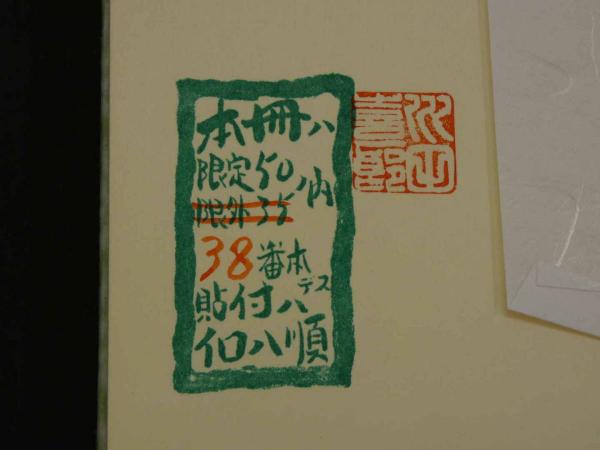 本冊ハ
限定50ノ内
限外35
38番本デス
貼付ハ
イロハ順